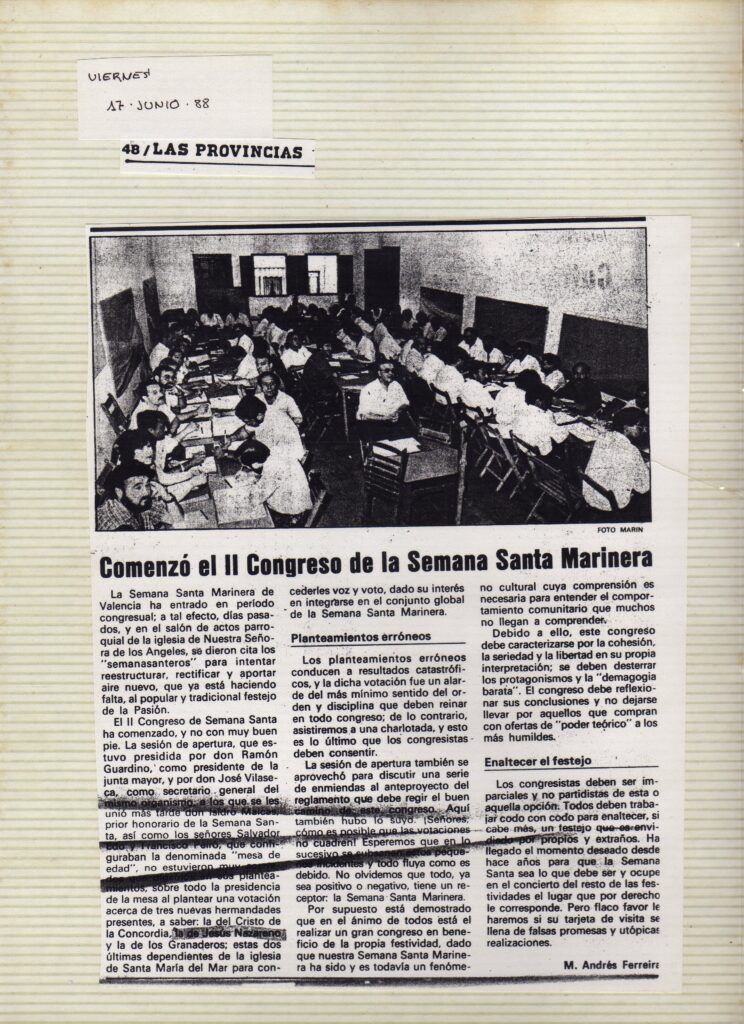 VIERNES
17 · JUNIO · 88
48 / LAS PROVINCIAS
FOTO MARIN
Comenzó el II Congreso de la Semana Santa Marinera
La Semana Santa Marinera de
Valencia ha entrado en período
congresual; a tal efecto, días pasa-
dos, y en el salón de actos parro-
quial de la iglesia de Nuestra Seño-
ra de los Angeles, se dieron cita los
"semanasanteros" para intentar
reestructurar, rectificar y aportar
aire nuevo, que ya está haciendo
falta, al popular y tradicional festejo
de la Pasión.
El II Congreso de Semana Santa
ha comenzado, y no con muy buen
pie. La sesión de apertura, que es-
tuvo presidida por don Ramón
Guardino, como presidente de la
junta mayor, y por don José Vilase-
ca, como secretario general del
mismo organismo, a los que se les
unió más tarde don Isidro Maicas,
prior honorario de la Semana San-
ta, así como los señores Salvador
y Francisco Peiró, que con-
figuraban la denominada "mesa de
edad", no estuvieron muy
plantea-
mientos, sobre todo la presidencia
de la mesa al plantear una votación
acerca de tres nuevas hermandades
presentes, a saber: la del Cristo de
la Concordia, la de Jesús Nazareno
y la de los Granaderos; estas dos
últimas dependientes de la iglesia
de Santa María del Mar para con-
cederles voz y voto, dado su interés
en integrarse en el conjunto global
de la Semana Santa Marinera.
Planteamientos erróneos
Los planteamientos erróneos
conducen a resultados catastrófi-
cos, y la dicha votación fue un alar-
de del más mínimo sentido del or-
den y disciplina que deben reinar
en todo congreso; de lo contrario,
asistiremos a una charlotada, y esto
es lo último que los congresistas
deben consentir.
La sesión de apertura también se
aprovechó para discutir una serie
de enmiendas al anteproyecto del
reglamento que debe regir el buen
camino de este congreso. Aquí
también hubo lo suyo. ¡Señores,
cómo es posible que las votaciones
no cuadren! Esperemos que en lo
sucesivo se subsanen esos peque-
ños incidentes y todo fluya como es
debido. No olvidemos que todo, ya
sea positivo o negativo, tiene un re-
ceptor: la Semana Santa Marinera.
Por supuesto está demostrado
que en el ánimo de todos está el
realizar un gran congreso en bene-
ficio de la propia festividad, dado
que nuestra Semana Santa Marine-
ra ha sido y es todavía un fenóme-
no cultural cuya comprensión es
necesaria para entender el compor-
tamiento comunitario que muchos
no llegan a comprender.
Debido a ello, este congreso
debe caracterizarse por la cohesión,
la seriedad y la libertad en su propia
interpretación; se deben desterrar
los protagonismos y la "demagogia
barata". El congreso debe reflexio-
nar sus conclusiones y no dejarse
llevar por aquellos que compran
con ofertas de "poder teórico" a los
más humildes.
Enaltecer el festejo
Los congresistas deben ser im-
parciales y no partidistas de esta o
aquella opción. Todos deben traba-
jar codo con codo para enaltecer, si
cabe más, un festejo que es envi-
diado por propios y extraños. Ha
llegado el momento deseado desde
hace años para que la Semana
Santa sea lo que debe ser y ocupe
en el concierto del resto de las fes-
tividades el lugar que por derecho
le corresponde. Pero flaco favor le
haremos si su tarjeta de visita se
llena de falsas promesas y utópicas
realizaciones.
M. Andrés Ferreira